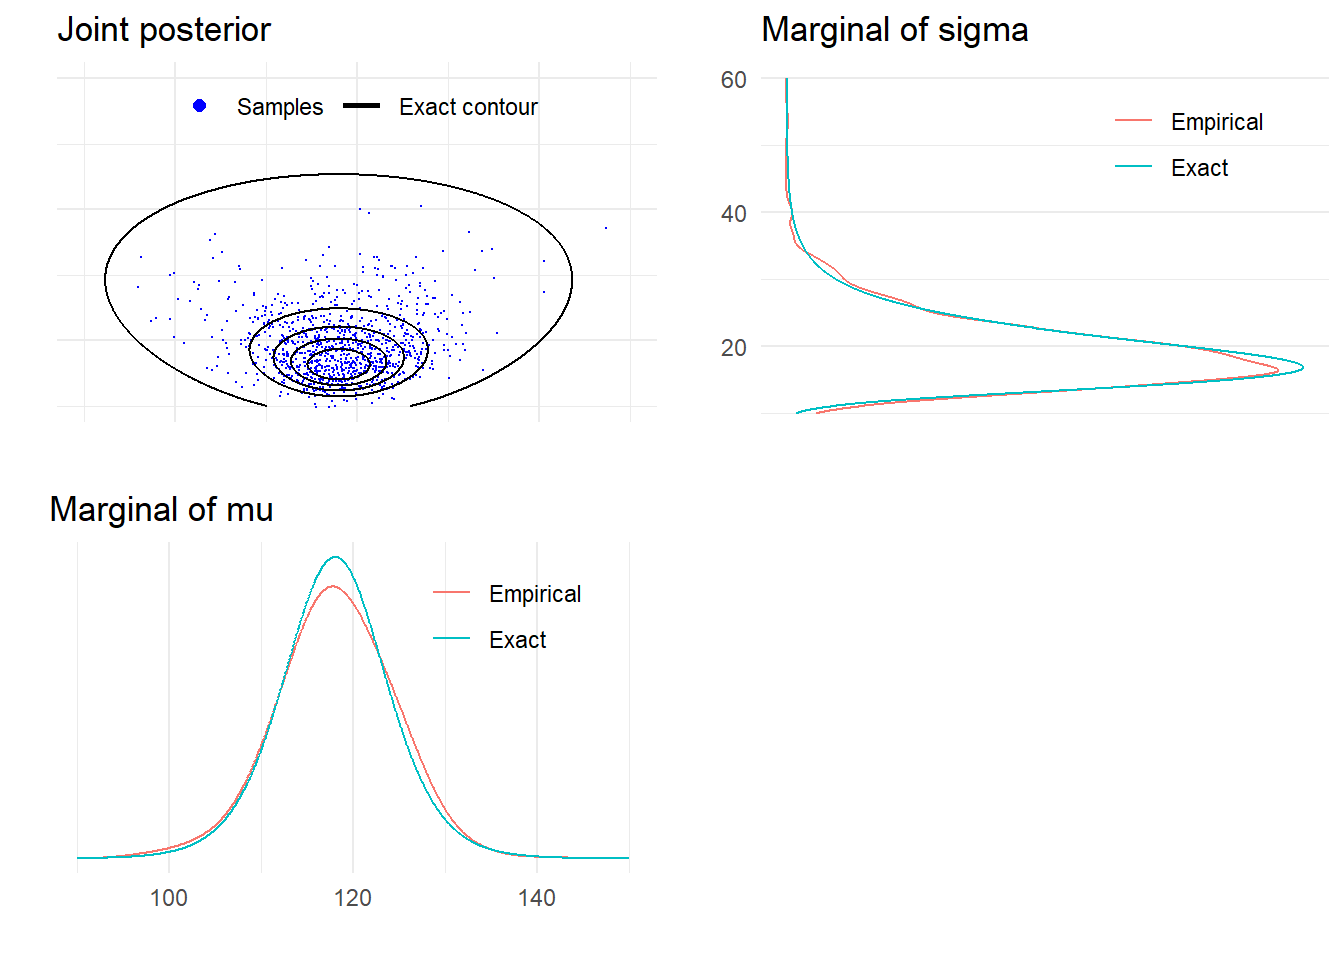 Joint posterior
Samples Exact contour
Marginal of sigma
60
40
20
Empirical
Exact
Marginal of mu
Empirical
Exact
100 120 140